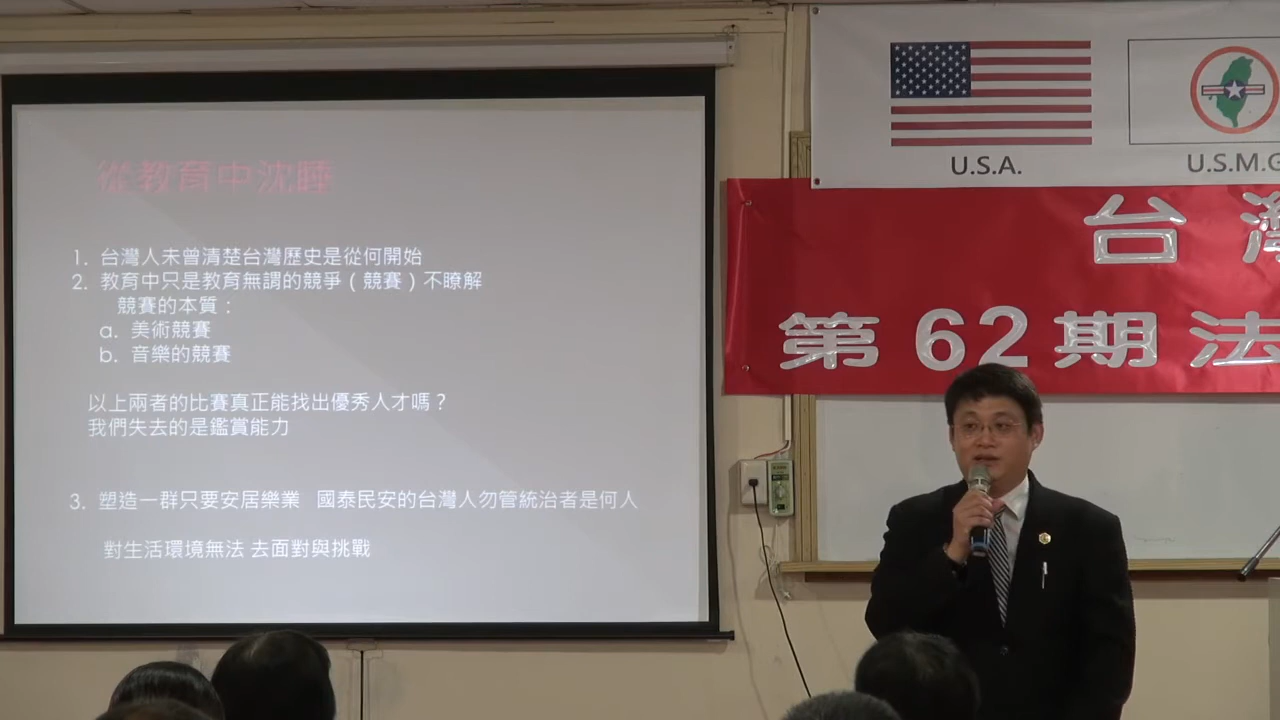 從教育中沈睡
1. 台灣人未曾清楚台灣歷史是從何開始
2. 教育中只是教育無謂的競爭(競賽)不瞭解
競賽的本質:
a. 美術競賽
b. 音樂的競賽
以上兩者的比賽真正能找出優秀人才嗎?
我們失去的是鑑賞能力
3. 塑造一群只要安居樂業 國泰民安的台灣人勿管統治者是何人
對生活環境無法 去面對與挑戰
U.S.A.
U.S.M.G
台灣
第62期法